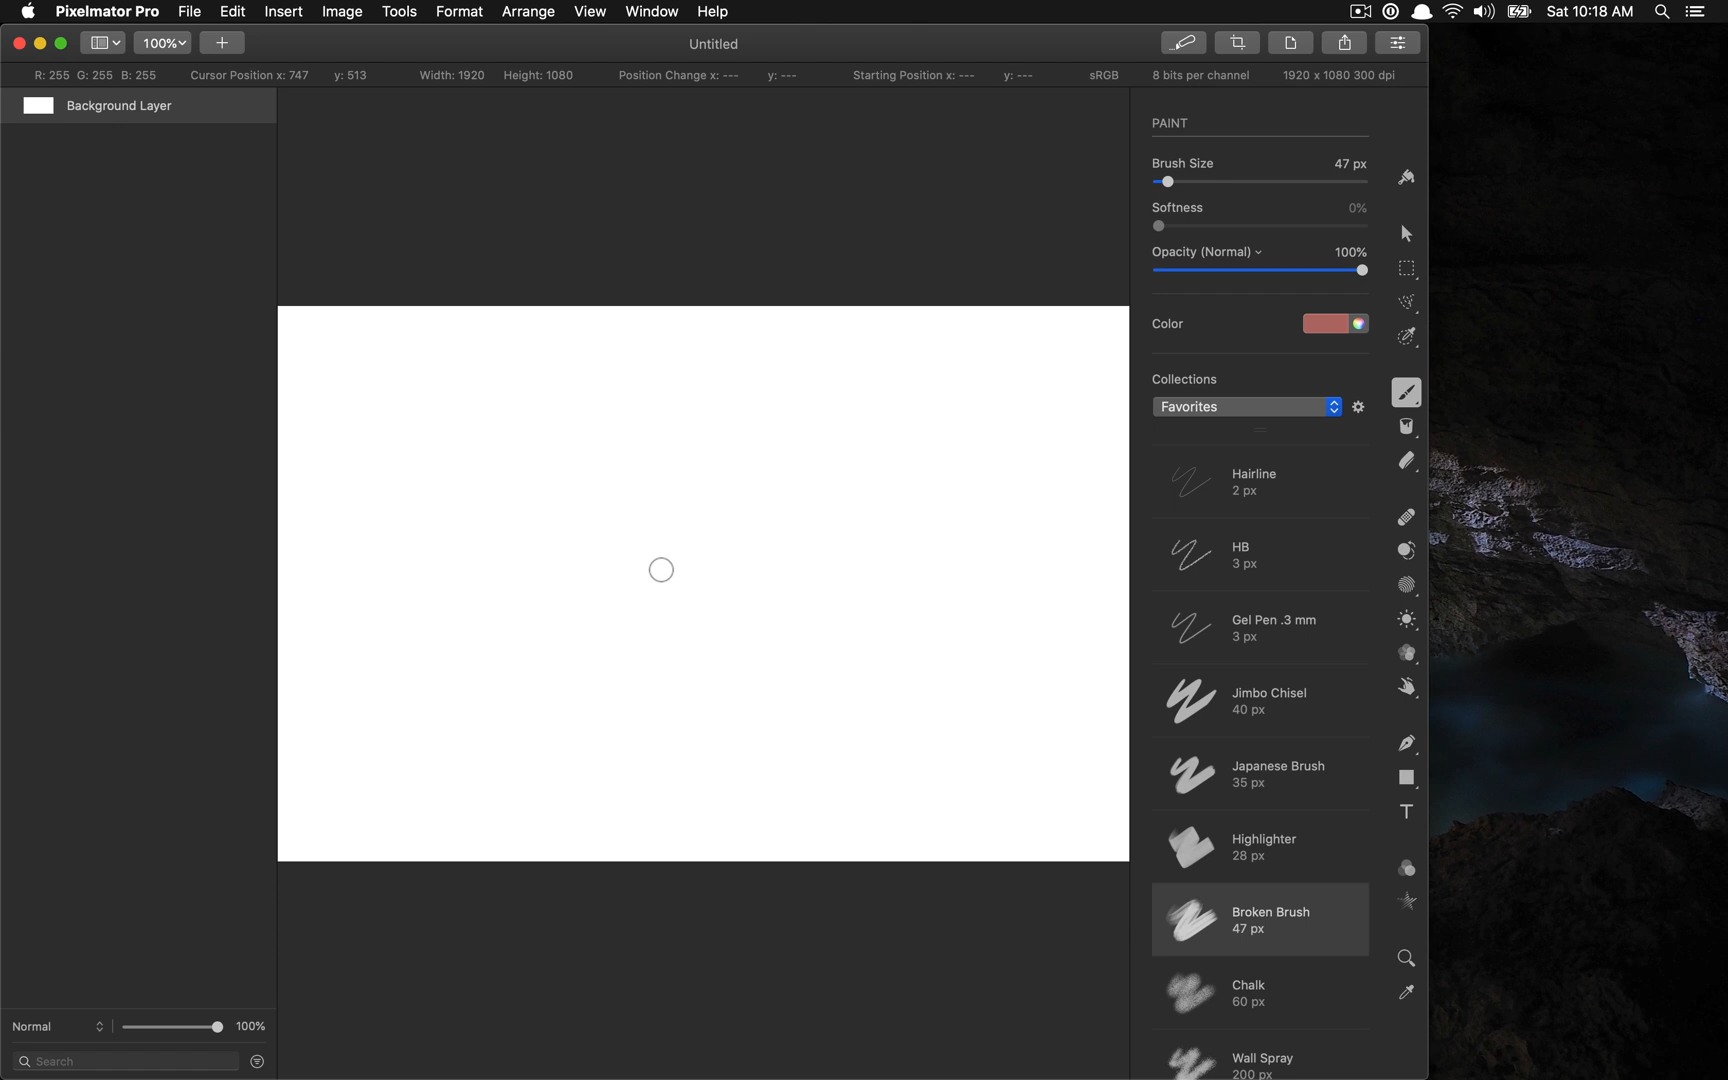 Pixelmator Pro File Edit Insert Image Tools Format Arrange View Window Help Sat 10:18 AM
100% Untitled
R: 255 G: 255 B: 255 Cursor Position x: 747 y: 513 Width: 1920 Height: 1080 Position Change x: --- y: --- Starting Position x: --- y: --- sRGB 8 bits per channel 1920 x 1080 300 dpi
Background Layer
PAINT
Brush Size 47 px
Softness 0%
Opacity (Normal) 100%
Color
Collections
Favorites
Hairline
2 px
HB
3 px
Gel Pen .3 mm
3 px
Jimbo Chisel
40 px
Japanese Brush
35 px
Highlighter
28 px
Broken Brush
47 px
Chalk
60 px
Wall Spray
200 px
Normal 100%
Search